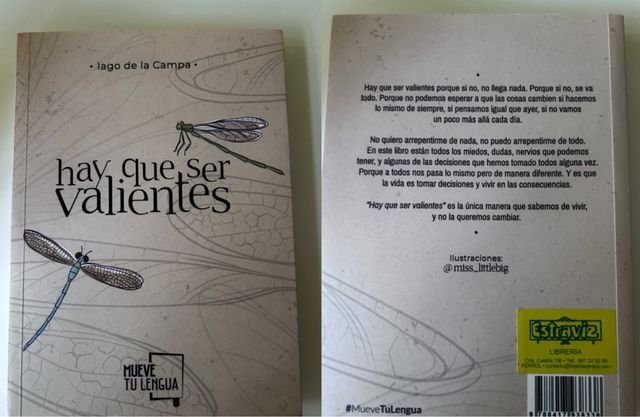 • Iago de la Campa •
hay que ser
valientes
MUEVE
TU LENGUA
Hay que ser valientes porque si no, no llega nada. Porque si no, se va
todo. Porque no podemos esperar a que las cosas cambien si hacemos
lo mismo de siempre, si pensamos igual que ayer, si no vamos
un poco más allá cada día.
No quiero arrepentirme de nada, no puedo arrepentirme de todo.
En este libro están todos los miedos, dudas, nervios que podemos
tener, y algunas de las decisiones que hemos tomado todos alguna vez.
Porque a todos nos pasa lo mismo pero de manera diferente. Y es que
la vida es tomar decisiones y vivir en las consecuencias.
"Hay que ser valientes" es la única manera que sabemos de vivir,
y no la queremos cambiar.
Ilustraciones:
@miss_littlebig
Estraviz
LIBRERÍA
Ctra. Castilla,
FERROL
#MueveTuLengua